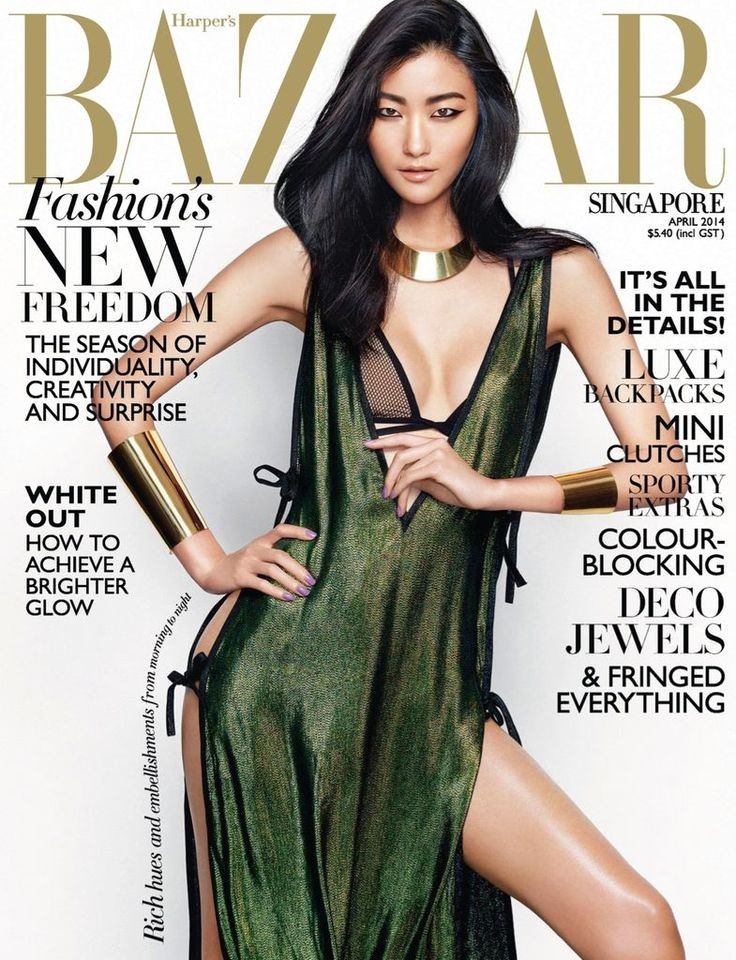 Harper's
BAZAAR
SINGAPORE
APRIL 2014
$5.40 (incl GST)
Fashion's
NEW
FREEDOM
THE SEASON OF
INDIVIDUALITY,
CREATIVITY
AND SURPRISE
WHITE
OUT
HOW TO
ACHIEVE A
BRIGHTER
GLOW
Rich hues and embellishments from morning to night
IT'S ALL
IN THE
DETAILS!
LUXE
BACKPACKS
MINI
CLUTCHES
SPORTY
EXTRAS
COLOUR-
BLOCKING
DECO
JEWELS
& FRINGED
EVERYTHING